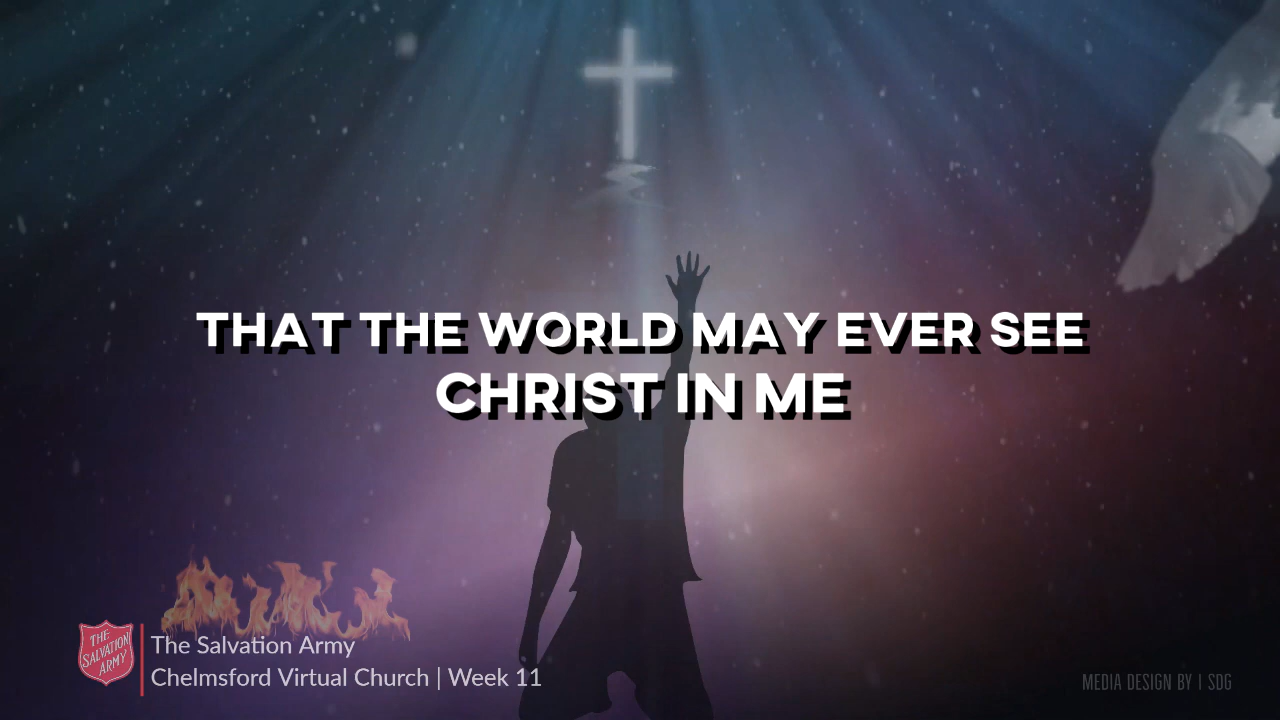 THAT THE WORLD MAY EVER SEE
CHRIST IN ME
THE
SALVATION
ARMY
The Salvation Army
Chelmsford Virtual Church | Week 11
MEDIA DESIGN BY | SDG